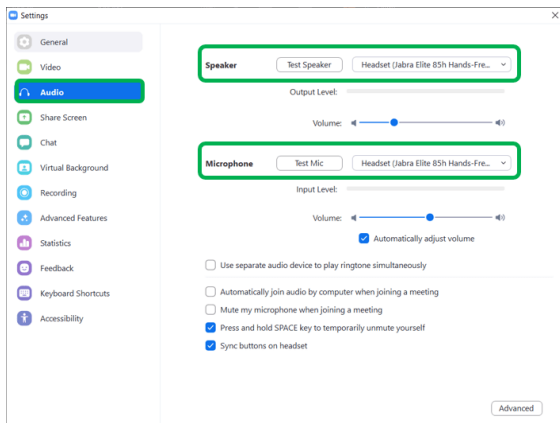 Settings
General
Video
Audio
Share Screen
Chat
Virtual Background
Recording
Advanced Features
Statistics
Feedback
Keyboard Shortcuts
Accessibility
Speaker Test Speaker Headset (Jabra Elite 85h Hands-Fre...
Output Level:
Volume:
Microphone Test Mic Headset (Jabra Elite 85h Hands-Fre...
Input Level:
Volume:
Automatically adjust volume
Use separate audio device to play ringtone simultaneously
Automatically join audio by computer when joining a meeting
Mute my microphone when joining a meeting
Press and hold SPACE key to temporarily unmute yourself
Sync buttons on headset
Advanced